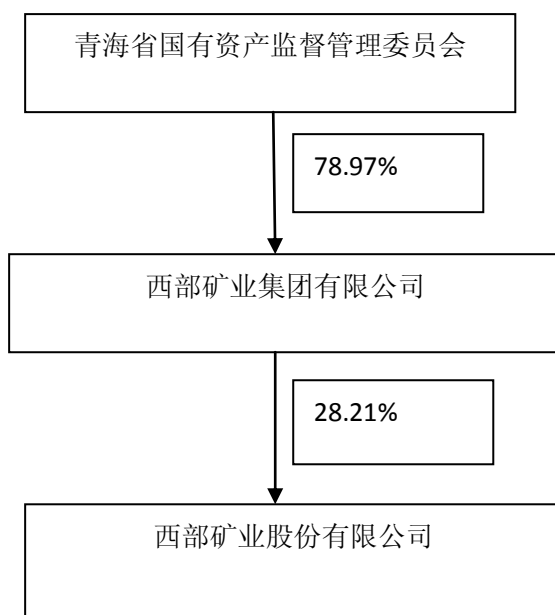 青海省国有资产监督管理委员会
78.97%
西部矿业集团有限公司
28.21%
西部矿业股份有限公司